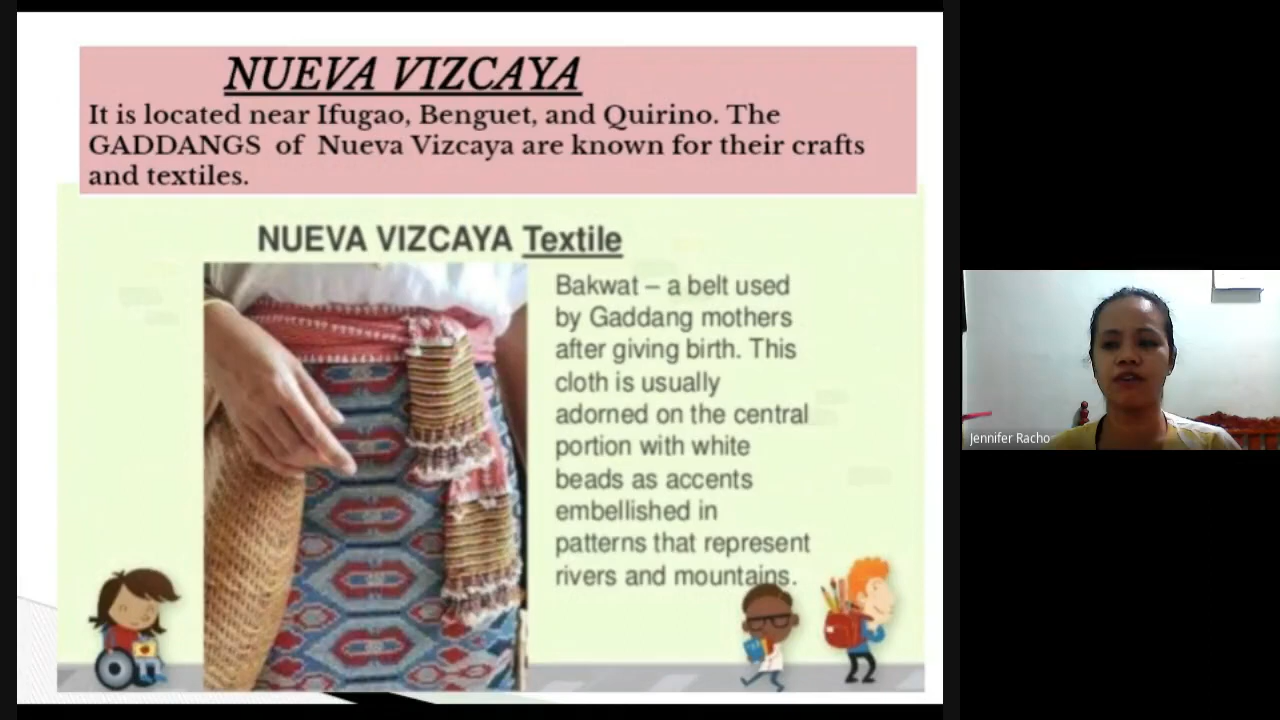 NUEVA VIZCAYA
It is located near Ifugao, Benguet, and Quirino. The
GADDANGS of Nueva Vizcaya are known for their crafts
and textiles.
NUEVA VIZCAYA Textile
Bakwat – a belt used
by Gaddang mothers
after giving birth. This
cloth is usually
adorned on the central
portion with white
beads as accents
embellished in
patterns that represent
rivers and mountains.
Jennifer Racho